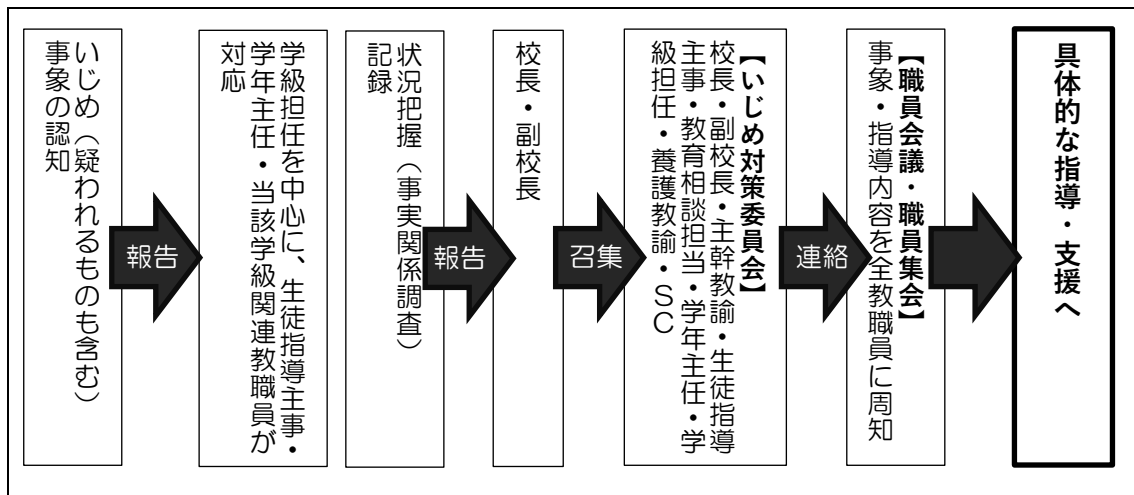 いじめ（疑われるものも含む）
事象の認知
報告
学級担任を中心に、生徒指導主事・
学年主任・当該学級関連教職員が
対応
状況把握（事実関係調査）
記録
報告
校長・副校長
召集
【いじめ対策委員会】
校長・副校長・主幹教諭・生徒指導
主事・教育相談担当・学年主任・学
級担任・養護教諭・ＳＣ
連絡
【職員会議・職員集会】
事象・指導内容を全教職員に周知
具体的な指導・支援へ